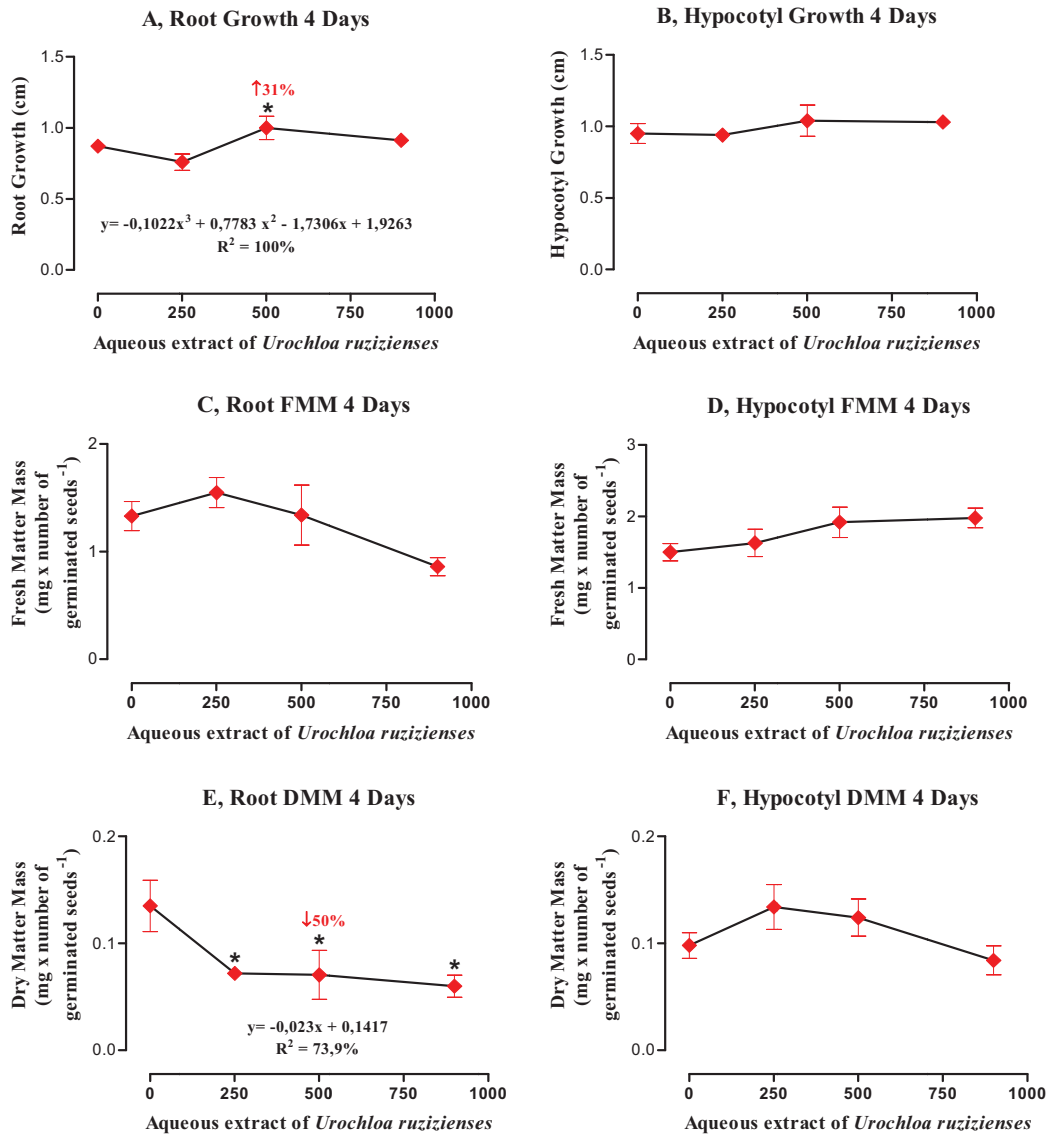 A, Root Growth 4 Days
Root Growth (cm)
1.5
1.0
0.5
0.0
↑31%
*
y= -0,1022x³ + 0,7783 x² - 1,7306x + 1,9263
R² = 100%
0 250 500 750 1000
Aqueous extract of Urochloa ruzizienses
B, Hypocotyl Growth 4 Days
Hypocotyl Growth (cm)
1.5
1.0
0.5
0.0
0 250 500 750 1000
Aqueous extract of Urochloa ruzizienses
C, Root FMM 4 Days
Fresh Matter Mass
(mg x number of
germinated seeds⁻¹)
2
1
0
0 250 500 750 1000
Aqueous extract of Urochloa ruzizienses
D, Hypocotyl FMM 4 Days
Fresh Matter Mass
(mg x number of
germinated seeds⁻¹)
3
2
1
0
0 250 500 750 1000
Aqueous extract of Urochloa ruzizienses
E, Root DMM 4 Days
Dry Matter Mass
(mg x number of
germinated seeds⁻¹)
0.2
0.1
0.0
↓50%
* * *
y= -0,023x + 0,1417
R² = 73,9%
0 250 500 750 1000
Aqueous extract of Urochloa ruzizienses
F, Hypocotyl DMM 4 Days
Dry Matter Mass
(mg x number of
germinated seeds⁻¹)
0.2
0.1
0.0
0 250 500 750 1000
Aqueous extract of Urochloa ruzizienses